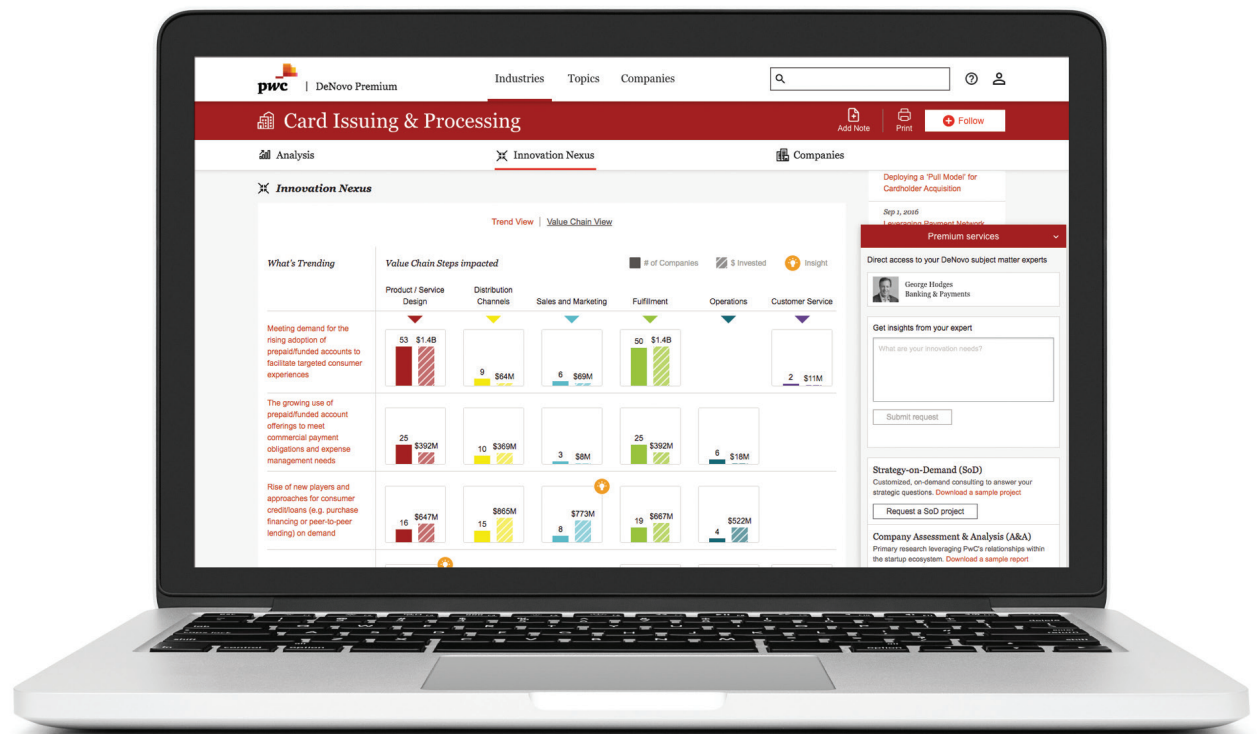 pwc | DeNovo Premium
Industries Topics Companies
Card Issuing & Processing
Add Note
Print
Follow
Analysis
Innovation Nexus
Companies
Innovation Nexus
Trend View | Value Chain View
What's Trending
Value Chain Steps impacted
# of Companies
$ Invested
Insight
Product / Service
Design
Distribution
Channels
Sales and Marketing
Fulfillment
Operations
Customer Service
Meeting demand for the
rising adoption of
prepaid/funded accounts to
facilitate targeted consumer
experiences
53 $1.4B
9 $64M
6 $69M
50 $1.4B
2 $11M
The growing use of
prepaid/funded account
offerings to meet
commercial payment
obligations and expense
management needs
25 $392M
10 $369M
3 $8M
25 $392M
6 $18M
Rise of new players and
approaches for consumer
credit/loans (e.g. purchase
financing or peer-to-peer
lending) on demand
16 $647M
15 $865M
8 $773M
19 $667M
4 $522M
Deploying a 'Pull Model' for
Cardholder Acquisition
Sep 1, 2016
Leveraging Payment Network
Premium services
Direct access to your DeNovo subject matter experts
George Hodges
Banking & Payments
Get insights from your expert
What are your innovation needs?
Submit request
Strategy-on-Demand (SoD)
Customized, on-demand consulting to answer your
strategic questions. Download a sample project
Request a SoD project
Company Assessment & Analysis (A&A)
Primary research leveraging PwC's relationships within
the startup ecosystem. Download a sample report
control
option
option